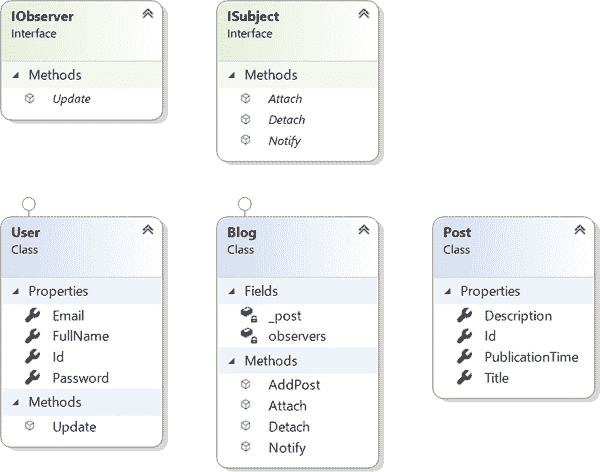 IObserver
Interface
Methods
Update
ISubject
Interface
Methods
Attach
Detach
Notify
User
Class
Properties
Email
FullName
Id
Password
Methods
Update
Blog
Class
Fields
_post
observers
Methods
AddPost
Attach
Detach
Notify
Post
Class
Properties
Description
Id
PublicationTime
Title